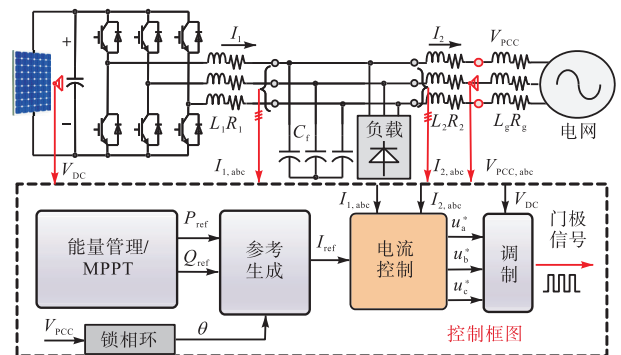 I1
I2
VPCC
+
−
L1R1
Cf
负载
L2R2
LgRg
电网
VDC
I1,abc
I2,abc
VPCC,abc
I1,abc
I2,abc
VDC
能量管理/
MPPT
Pref
Qref
参考
生成
Iref
电流
控制
ua*
ub*
uc*
调
制
门极
信号
VPCC
锁相环
θ
控制框图